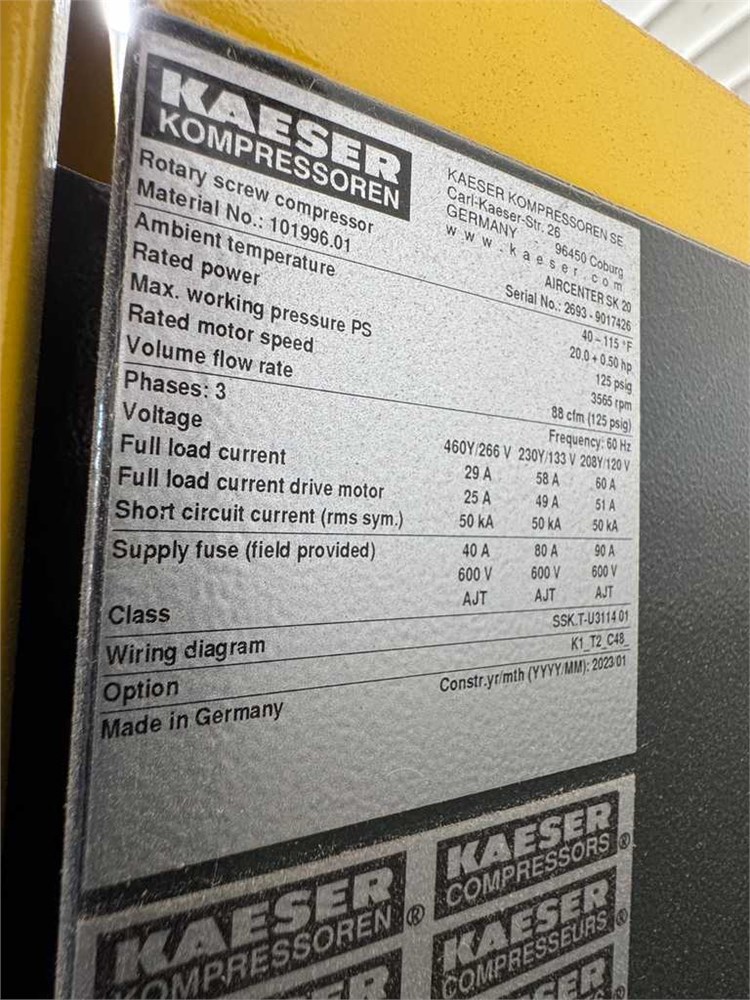 KAESER
KOMPRESSOREN
KAESER KOMPRESSOREN SE
Carl-Kaeser-Str. 26
GERMANY - 96450 Coburg
www.kaeser.com
Rotary screw compressor AIRCENTER SK 20
Material No.: 101996.01 Serial No.: 2693 - 9017426
Ambient temperature 40 - 115 °F
Rated power 20.0 + 0.50 hp
Max. working pressure PS 125 psig
Rated motor speed 3565 rpm
Volume flow rate 88 cfm (125 psig)
Phases: 3 Frequency: 60 Hz
Voltage 460Y/266 V 230Y/133 V 208Y/120 V
Full load current 29 A 58 A 60 A
Full load current drive motor 25 A 49 A 51 A
Short circuit current (rms sym.) 50 kA 50 kA 50 kA
Supply fuse (field provided) 40 A 80 A 90 A
600 V 600 V 600 V
Class AJT AJT AJT
Wiring diagram SSK.T-U3114 01
Option K1_T2_C48_
Made in Germany Constr.yr/mth (YYYY/MM): 2023/01
KAESER
KOMPRESSOREN ®
KAESER
COMPRESSORS ®
KAESER
COMPRESSEURS ®
KAESER